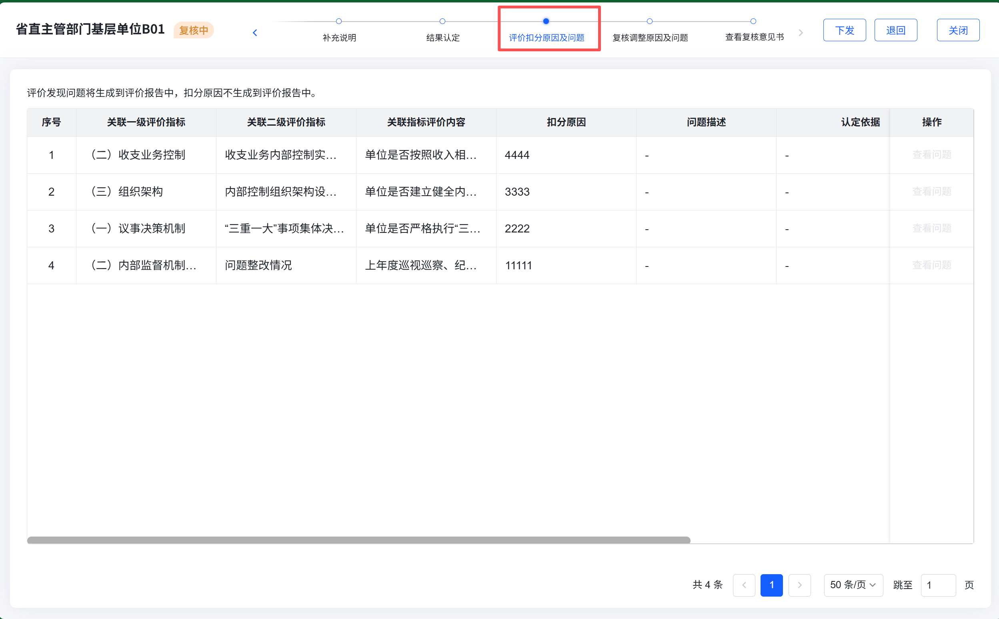 省直主管部门基层单位B01 复核中 补充说明 结果认定 评价扣分原因及问题 复核调整原因及问题 查看复核意见书 下发 退回 关闭
评价发现问题将生成到评价报告中，扣分原因不生成到评价报告中。
序号 关联一级评价指标 关联二级评价指标 关联指标评价内容 扣分原因 问题描述 认定依据 操作
1 （二）收支业务控制 收支业务内部控制实… 单位是否按照收入相… 4444 - - 查看问题
2 （三）组织架构 内部控制组织架构设… 单位是否建立健全内… 3333 - - 查看问题
3 （一）议事决策机制 “三重一大”事项集体决… 单位是否严格执行“三… 2222 - - 查看问题
4 （二）内部监督机制… 问题整改情况 上年度巡视巡察、纪… 11111 - - 查看问题
共 4 条 1 50 条/页 跳至 1 页